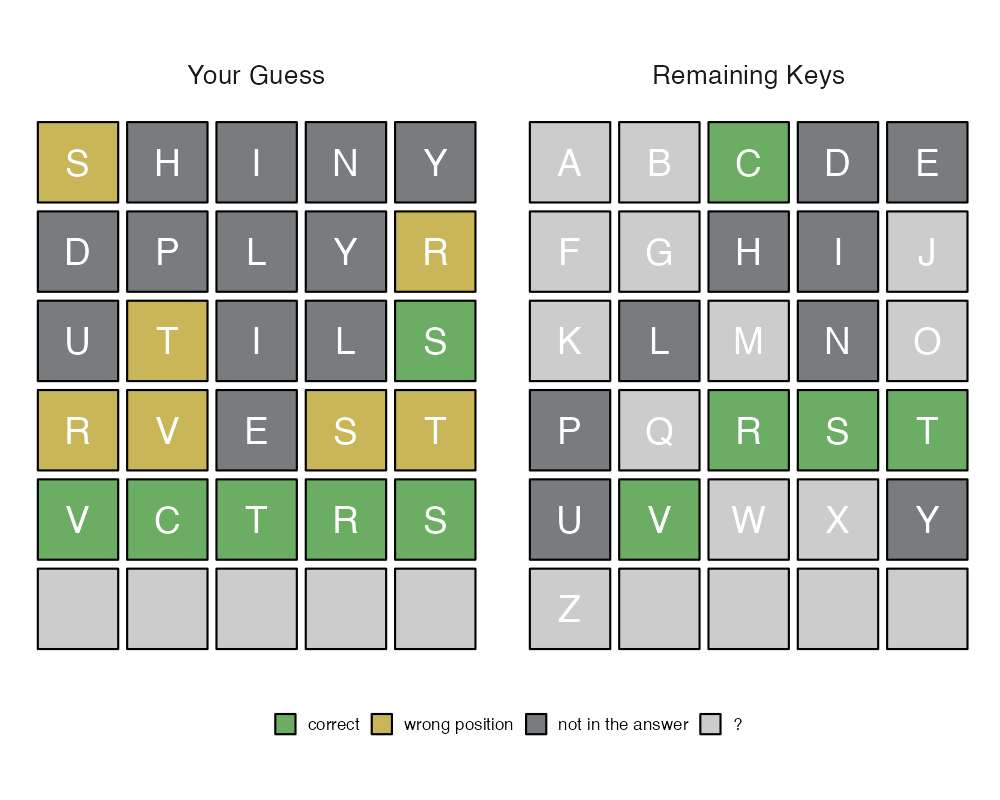 Your Guess
Remaining Keys
S H I N Y
A B C D E
D P L Y R
F G H I J
U T I L S
K L M N O
R V E S T
P Q R S T
V C T R S
U V W X Y
Z
correct wrong position not in the answer ?